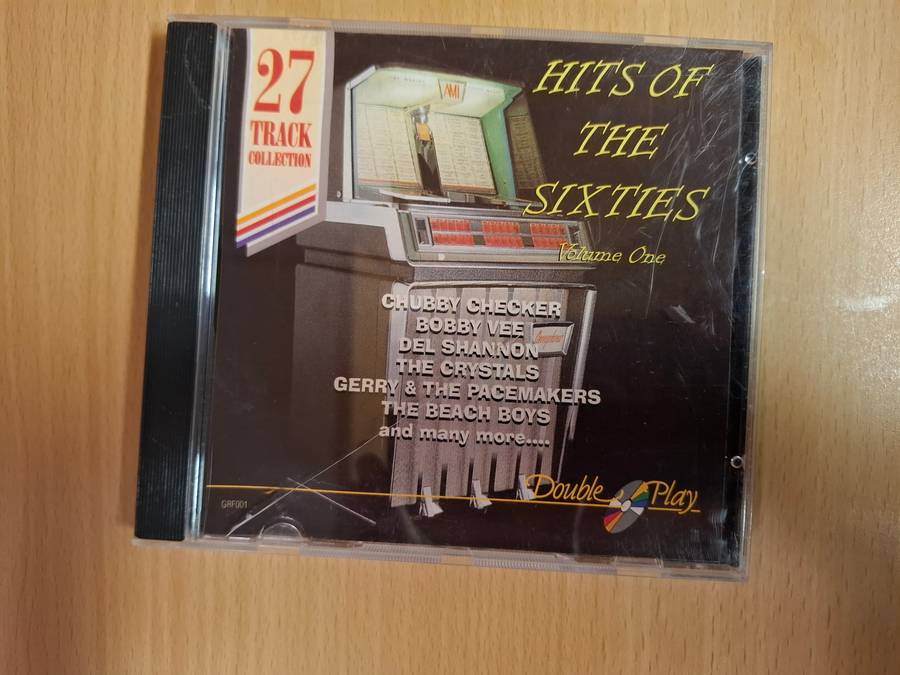 27
TRACK
COLLECTION
AMI
HITS OF
THE
SIXTIES
Volume One
CHUBBY CHECKER
BOBBY VEE
DEL SHANNON
THE CRYSTALS
GERRY & THE PACEMAKERS
THE BEACH BOYS
and many more....
Double Play
GRF001